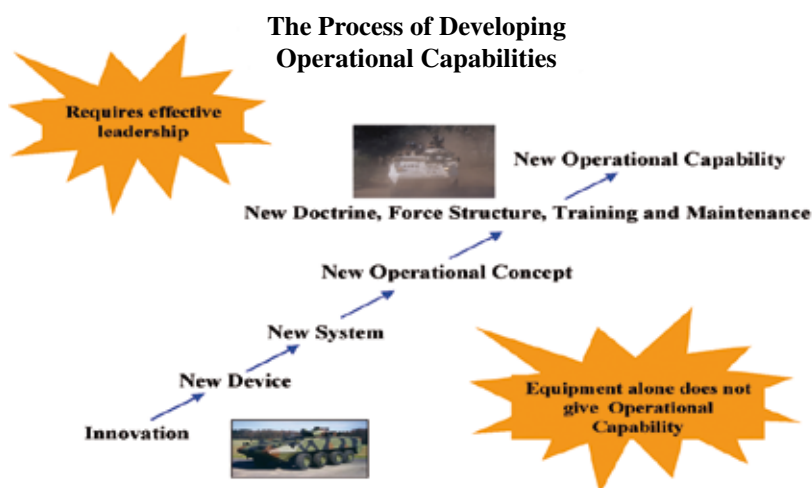 The Process of Developing
Operational Capabilities
Requires effective
leadership
New Operational Capability
New Doctrine, Force Structure, Training and Maintenance
New Operational Concept
New System
New Device
Innovation
Equipment alone does not
give Operational
Capability